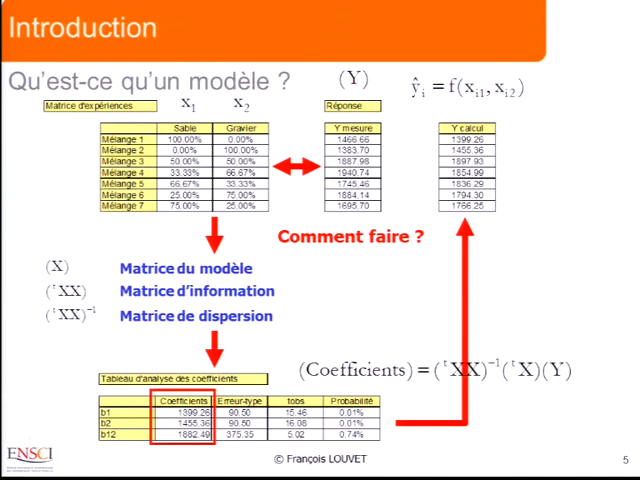 Introduction
Qu'est-ce qu'un modèle ?
(Y)
ŷi = f(xi1, xi2)
Matrice d'expériences
x1 x2
Réponse
Sable Gravier
Y mesure
Y calcul
Mélange 1 100.00% 0.00% 1466.66 1399.26
Mélange 2 0.00% 100.00% 1383.70 1455.36
Mélange 3 50.00% 50.00% 1887.98 1897.93
Mélange 4 33.33% 66.67% 1940.74 1854.99
Mélange 5 66.67% 33.33% 1745.46 1836.29
Mélange 6 25.00% 75.00% 1884.14 1794.30
Mélange 7 75.00% 25.00% 1695.70 1766.25
Comment faire ?
(X) Matrice du modèle
(ᵗXX) Matrice d'information
(ᵗXX)⁻¹ Matrice de dispersion
(Coefficients) = (ᵗXX)⁻¹(ᵗX)(Y)
Tableau d'analyse des coefficients
Coefficients Erreur-type tobs Probabilité
b1 1399.26 90.50 15.46 0.01%
b2 1455.36 90.50 16.08 0.01%
b12 1882.49 375.35 5.02 0.74%
ENSCI
© François LOUVET
5